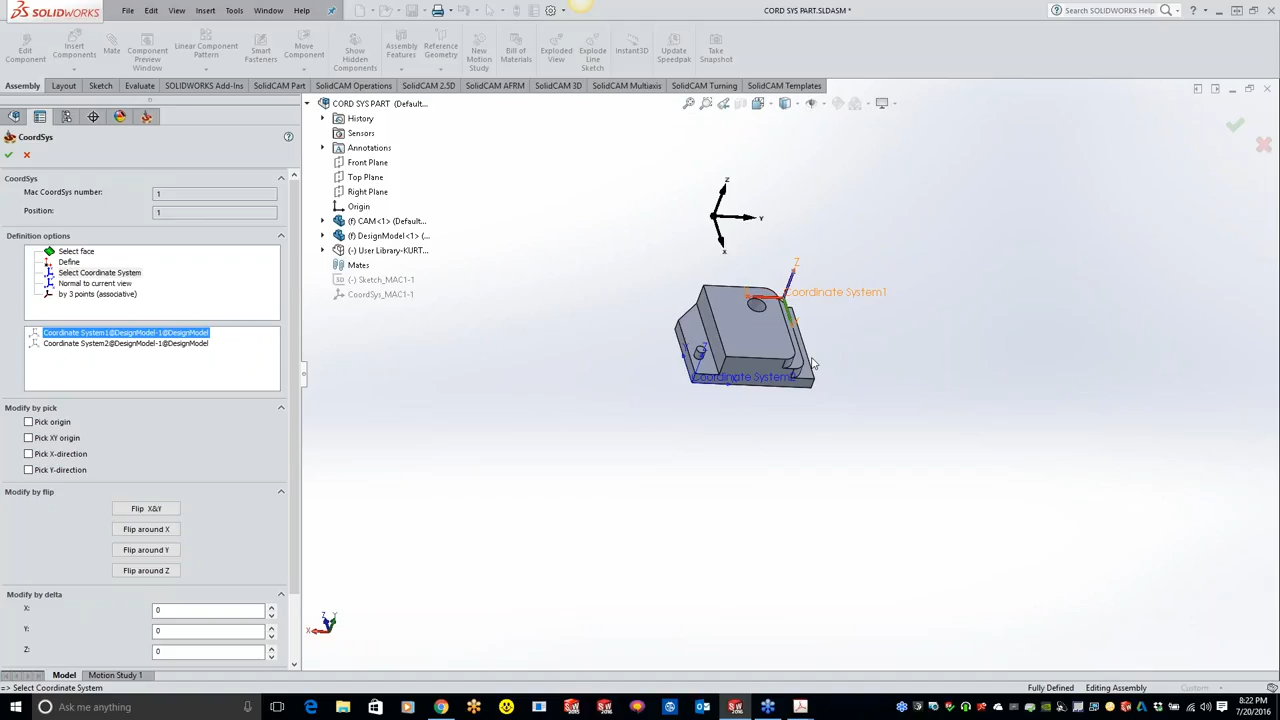 SOLIDWORKS
File Edit View Insert Tools Window Help
CORD SYS PART.SLDASM *
Search SOLIDWORKS Help
Edit Component
Insert Components
Mate
Component Preview Window
Linear Component Pattern
Smart Fasteners
Move Component
Show Hidden Components
Assembly Features
Reference Geometry
New Motion Study
Bill of Materials
Exploded View
Explode Line Sketch
Instant3D
Update Speedpak
Take Snapshot
Assembly Layout Sketch Evaluate SOLIDWORKS Add-Ins SolidCAM Part SolidCAM Operations SolidCAM 2.5D SolidCAM AFRM SolidCAM 3D SolidCAM Multiaxis SolidCAM Turning SolidCAM Templates
CoordSys
CoordSys
Mac CoordSys number: 1
Position: 1
Definition options
Select face
Define
Select Coordinate System
Normal to current view
by 3 points (associative)
Coordinate System1@DesignModel-1@DesignModel
Coordinate System2@DesignModel-1@DesignModel
Modify by pick
Pick origin
Pick XY origin
Pick X-direction
Pick Y-direction
Modify by flip
Flip X&Y
Flip around X
Flip around Y
Flip around Z
Modify by delta
X: 0
Y: 0
Z: 0
CORD SYS PART (Default...
History
Sensors
Annotations
Front Plane
Top Plane
Right Plane
Origin
(f) CAM<1> (Default...
(f) DesignModel<1> (...
(-) User Library-KURT...
Mates
(-) Sketch_MAC1-1
CoordSys_MAC1-1
Z
Y
X
Z
Coordinate System1
Coordinate System2
Z Y
X
Model Motion Study 1
=> Select Coordinate System
Fully Defined Editing Assembly Custom
Ask me anything
8:22 PM
7/20/2016